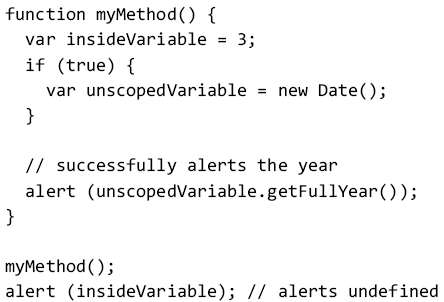 function myMethod() {
  var insideVariable = 3;
  if (true) {
    var unscopedVariable = new Date();
  }

  // successfully alerts the year
  alert (unscopedVariable.getFullYear());
}

myMethod();
alert (insideVariable); // alerts undefined